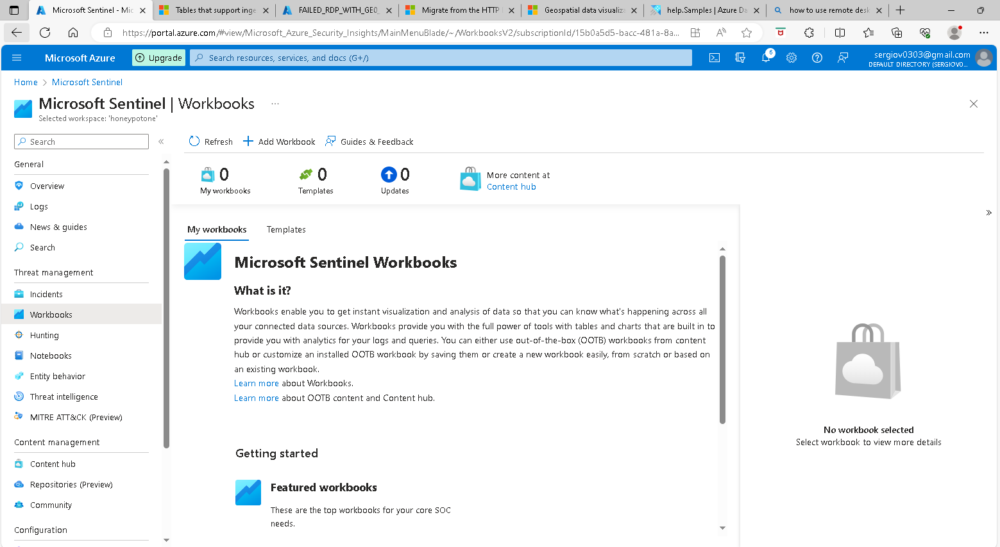 Microsoft Sentinel - Mic
Tables that support inge
FAILED_RDP_WITH_GEO_
Migrate from the HTTP
Geospatial data visualiza
help.Samples | Azure Da
how to use remote desk
https://portal.azure.com/#view/Microsoft_Azure_Security_Insights/MainMenuBlade/~/WorkbooksV2/subscriptionId/15b0a5d5-bacc-481a-8a...
Microsoft Azure
Upgrade
Search resources, services, and docs (G+/)
6
sergiov0303@gmail.com
DEFAULT DIRECTORY (SERGIOV0...
Home > Microsoft Sentinel
Microsoft Sentinel | Workbooks ...
Selected workspace: 'honeypotone'
Search
«
Refresh
Add Workbook
Guides & Feedback
General
Overview
Logs
News & guides
Search
Threat management
Incidents
Workbooks
Hunting
Notebooks
Entity behavior
Threat intelligence
MITRE ATT&CK (Preview)
Content management
Content hub
Repositories (Preview)
Community
Configuration
0
My workbooks
0
Templates
0
Updates
More content at
Content hub
»
My workbooks
Templates
Microsoft Sentinel Workbooks
What is it?
Workbooks enable you to get instant visualization and analysis of data so that you can know what's happening across all
your connected data sources. Workbooks provide you with the full power of tools with tables and charts that are built in to
provide you with analytics for your logs and queries. You can either use out-of-the-box (OOTB) workbooks from content
hub or customize an installed OOTB workbook by saving them or create a new workbook easily, from scratch or based on
an existing workbook.
Learn more about Workbooks.
Learn more about OOTB content and Content hub.
Getting started
Featured workbooks
These are the top workbooks for your core SOC
needs.
No workbook selected
Select workbook to view more details